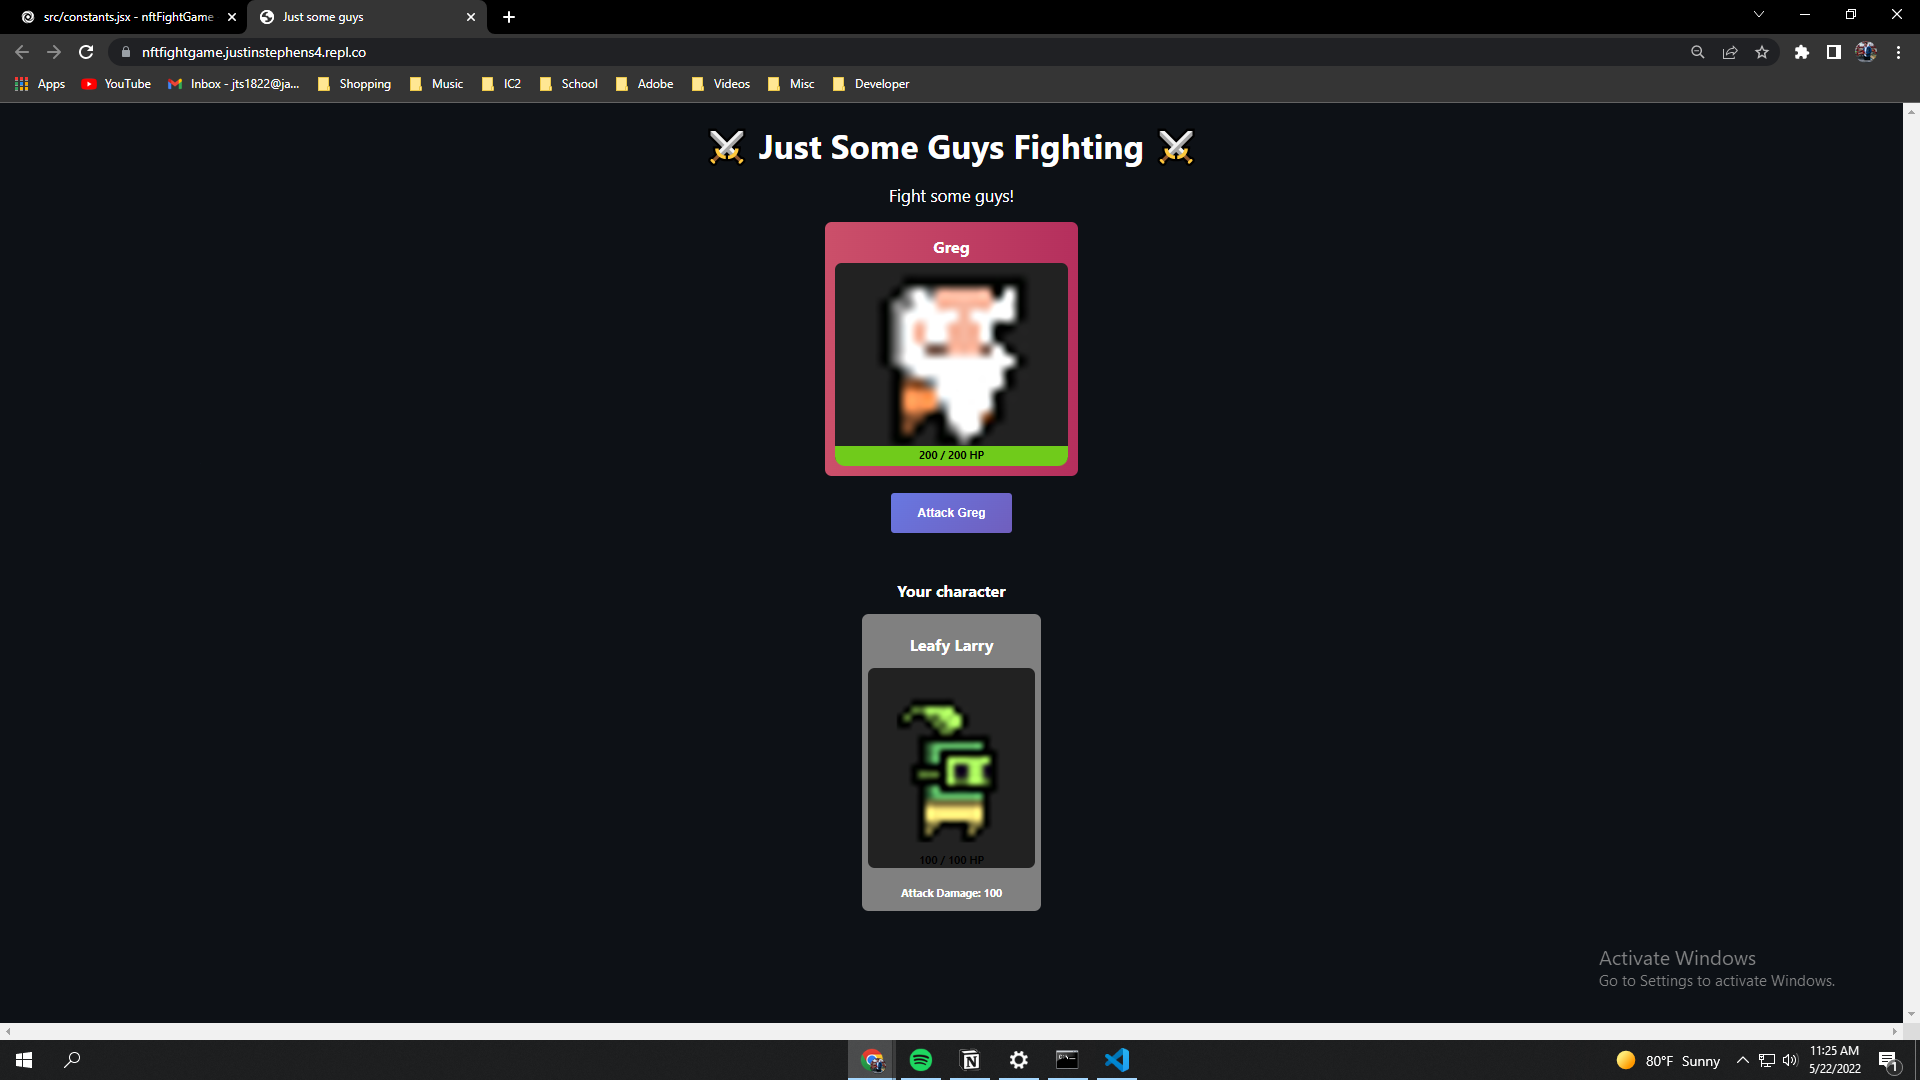 src/constants.jsx - nftFightGame
Just some guys
nftfightgame.justinstephens4.repl.co
Apps
YouTube
Inbox - jts1822@ja...
Shopping
Music
IC2
School
Adobe
Videos
Misc
Developer
⚔️ Just Some Guys Fighting ⚔️
Fight some guys!
Greg
200 / 200 HP
Attack Greg
Your character
Leafy Larry
100 / 100 HP
Attack Damage: 100
Activate Windows
Go to Settings to activate Windows.
80°F Sunny
11:25 AM
5/22/2022
1